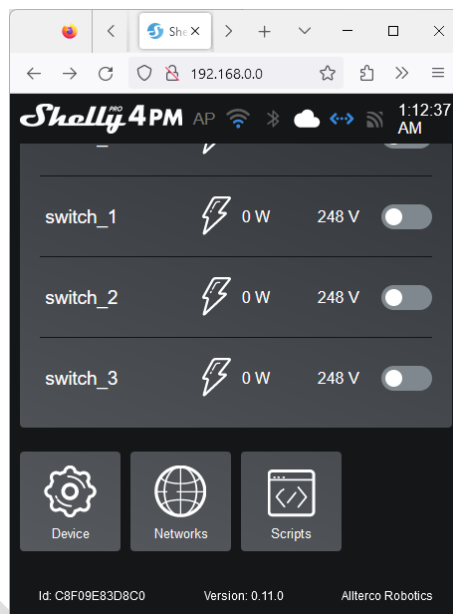 She
192.168.0.0
Shelly PRO 4PM AP 1:12:37 AM
switch_1 0 W 248 V
switch_2 0 W 248 V
switch_3 0 W 248 V
Device Networks Scripts
Id: C8F09E83D8C0 Version: 0.11.0 Allterco Robotics